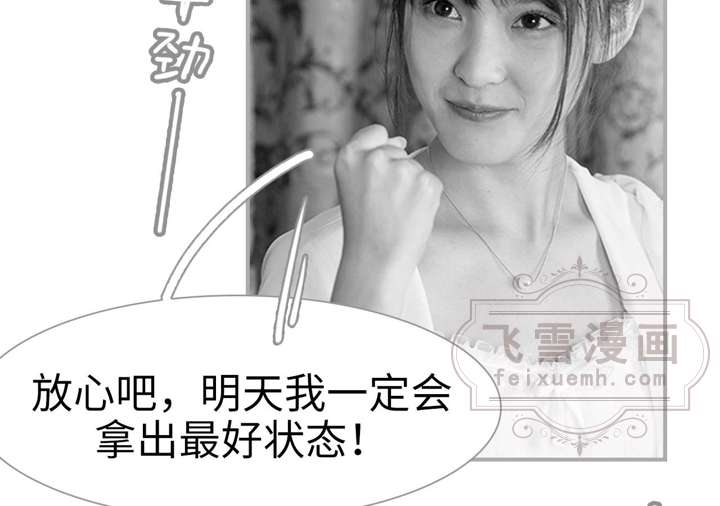 劲
放心吧，明天我一定会
拿出最好状态！
飞雪漫画
feixuemh.com